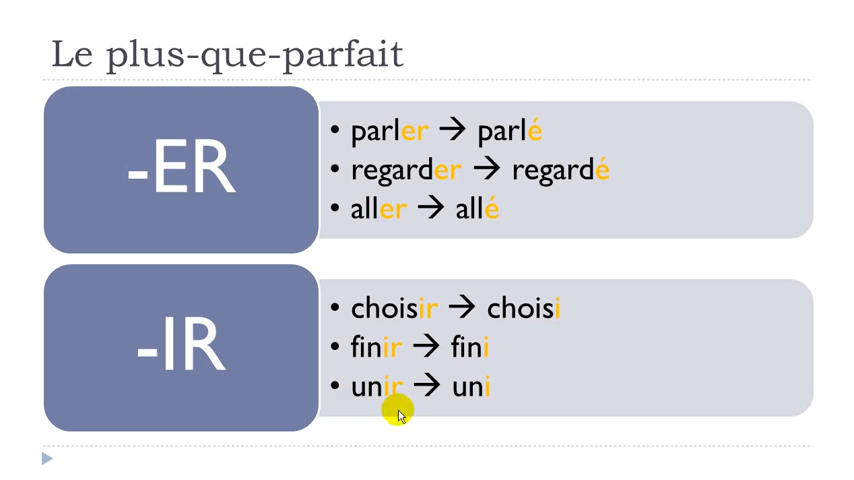 Le plus-que-parfait
-ER
• parler → parlé
• regarder → regardé
• aller → allé
-IR
• choisir → choisi
• finir → fini
• unir → uni